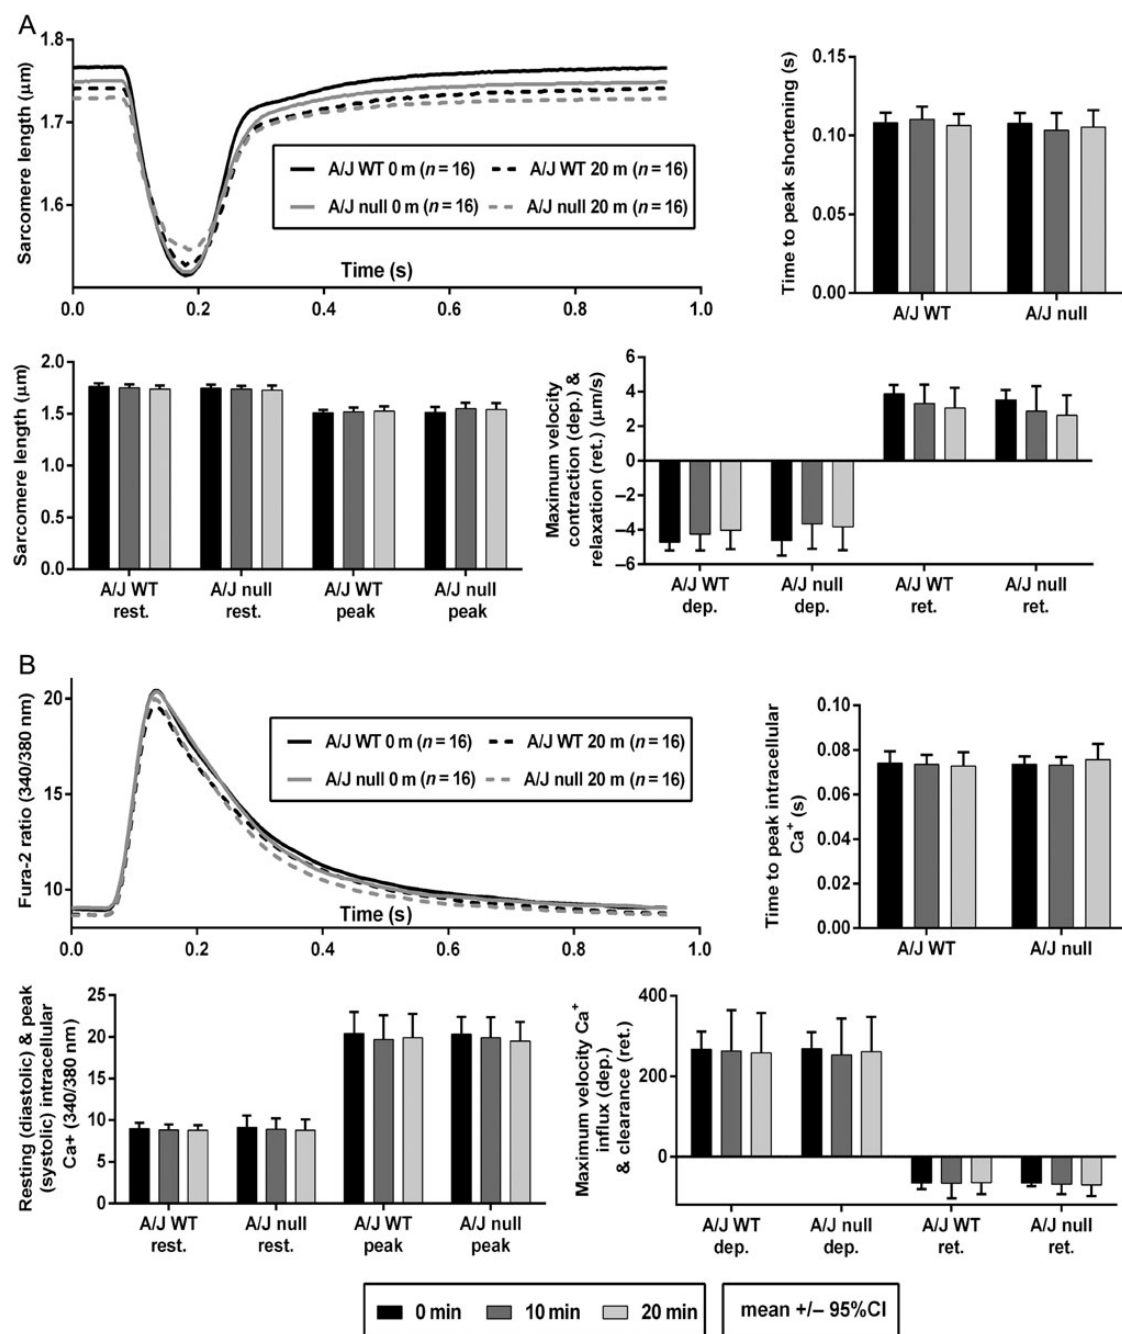 A
Sarcomere length (μm)
1.8
1.7
1.6
A/J WT 0 m (n = 16)
A/J WT 20 m (n = 16)
A/J null 0 m (n = 16)
A/J null 20 m (n = 16)
Time (s)
0.0
0.2
0.4
0.6
0.8
1.0
Time to peak shortening (s)
0.15
0.10
0.05
0.00
A/J WT
A/J null
Sarcomere length (μm)
2.0
1.5
1.0
0.5
0.0
A/J WT
rest.
A/J null
rest.
A/J WT
peak
A/J null
peak
Maximum velocity
contraction (dep.) &
relaxation (ret.) (μm/s)
6
4
2
0
–2
–4
–6
A/J WT
dep.
A/J null
dep.
A/J WT
ret.
A/J null
ret.
B
Fura-2 ratio (340/380 nm)
20
15
10
A/J WT 0 m (n = 16)
A/J WT 20 m (n = 16)
A/J null 0 m (n = 16)
A/J null 20 m (n = 16)
Time (s)
0.0
0.2
0.4
0.6
0.8
1.0
Time to peak intracellular
Ca+ (s)
0.10
0.08
0.06
0.04
0.02
0.00
A/J WT
A/J null
Resting (diastolic) & peak
(systolic) intracellular
Ca+ (340/380 nm)
25
20
15
10
5
0
A/J WT
rest.
A/J null
rest.
A/J WT
peak
A/J null
peak
Maximum velocity Ca+
influx (dep.)
& clearance (ret.)
400
200
0
A/J WT
dep.
A/J null
dep.
A/J WT
ret.
A/J null
ret.
0 min
10 min
20 min
mean +/– 95%CI